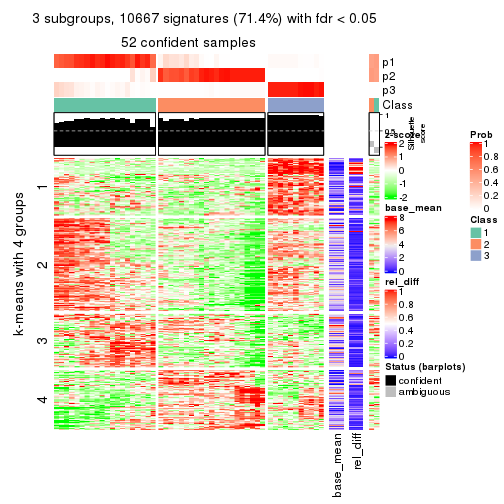 3 subgroups, 10667 signatures (71.4%) with fdr < 0.05
52 confident samples
p1
p2
p3
Class
1
0.5
0
Silhouette
score
k-means with 4 groups
1
2
3
4
base_mean
rel_diff
z-score
2
1
0
-1
-2
base_mean
8
6
4
2
0
rel_diff
1
0.8
0.6
0.4
0.2
0
Status (barplots)
confident
ambiguous
Prob
1
0.8
0.6
0.4
0.2
0
Class
1
2
3